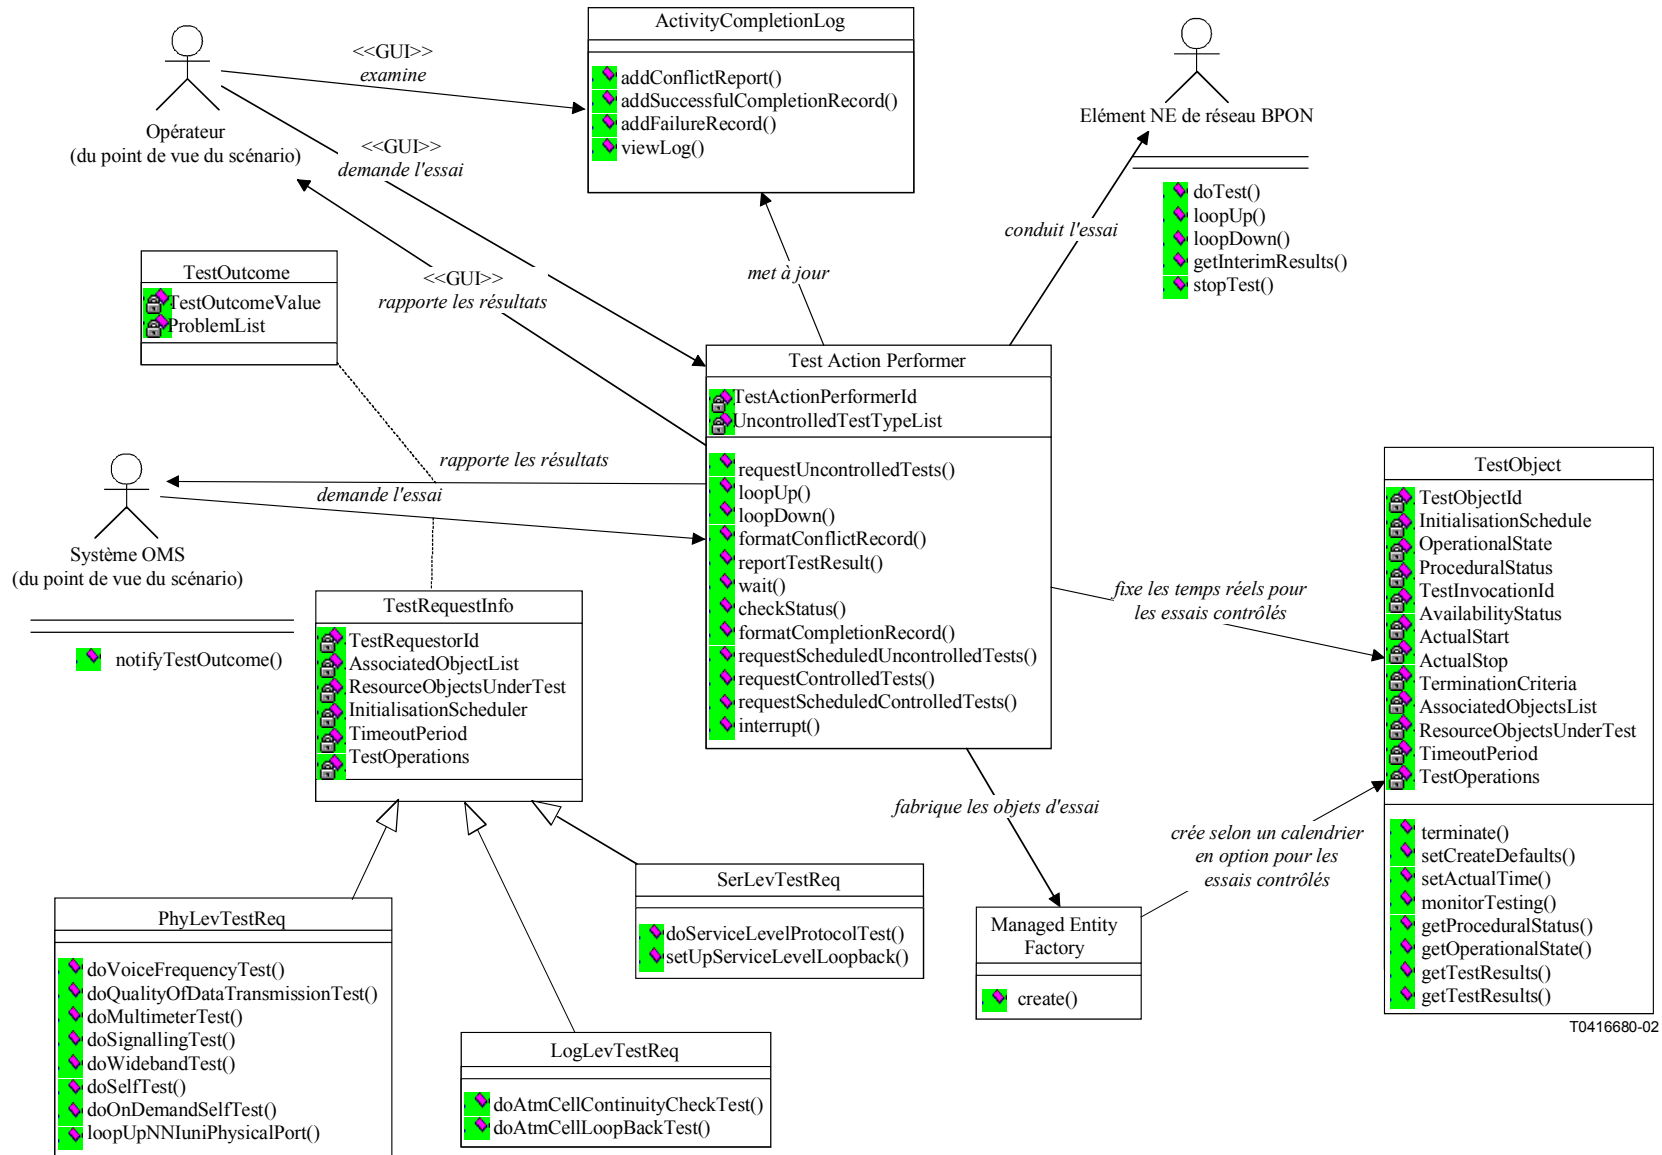 ActivityCompletionLog
addConflictReport()
addSuccessfulCompletionRecord()
addFailureRecord()
viewLog()
<<GUI>>
examine
Opérateur
(du point de vue du scénario)
<<GUI>>
demande l'essai
Elément NE de réseau BPON
doTest()
loopUp()
loopDown()
getInterimResults()
stopTest()
conduit l'essai
met à jour
<<GUI>>
rapporte les résultats
TestOutcome
TestOutcomeValue
ProblemList
Test Action Performer
TestActionPerformerId
UncontrolledTestTypeList
requestUncontrolledTests()
loopUp()
loopDown()
formatConflictRecord()
reportTestResult()
wait()
checkStatus()
formatCompletionRecord()
requestScheduledUncontrolledTests()
requestControlledTests()
requestScheduledControlledTests()
interrupt()
rapporte les résultats
demande l'essai
Système OMS
(du point de vue du scénario)
notifyTestOutcome()
TestRequestInfo
TestRequestorId
AssociatedObjectList
ResourceObjectsUnderTest
InitialisationScheduler
TimeoutPeriod
TestOperations
fixe les temps réels pour
les essais contrôlés
TestObject
TestObjectId
InitialisationSchedule
OperationalState
ProceduralStatus
TestInvocationId
AvailabilityStatus
ActualStart
ActualStop
TerminationCriteria
AssociatedObjectsList
ResourceObjectsUnderTest
TimeoutPeriod
TestOperations
terminate()
setCreateDefaults()
setActualTime()
monitorTesting()
getProceduralStatus()
getOperationalState()
getTestResults()
getTestResults()
fabrique les objets d'essai
crée selon un calendrier
en option pour les
essais contrôlés
SerLevTestReq
doServiceLevelProtocolTest()
setUpServiceLevelLoopback()
Managed Entity
Factory
create()
PhyLevTestReq
doVoiceFrequencyTest()
doQualityOfDataTransmissionTest()
doMultimeterTest()
doSignallingTest()
doWidebandTest()
doSelfTest()
doOnDemandSelfTest()
loopUpNNIuniPhysicalPort()
LogLevTestReq
doAtmCellContinuityCheckTest()
doAtmCellLoopBackTest()
T0416680-02